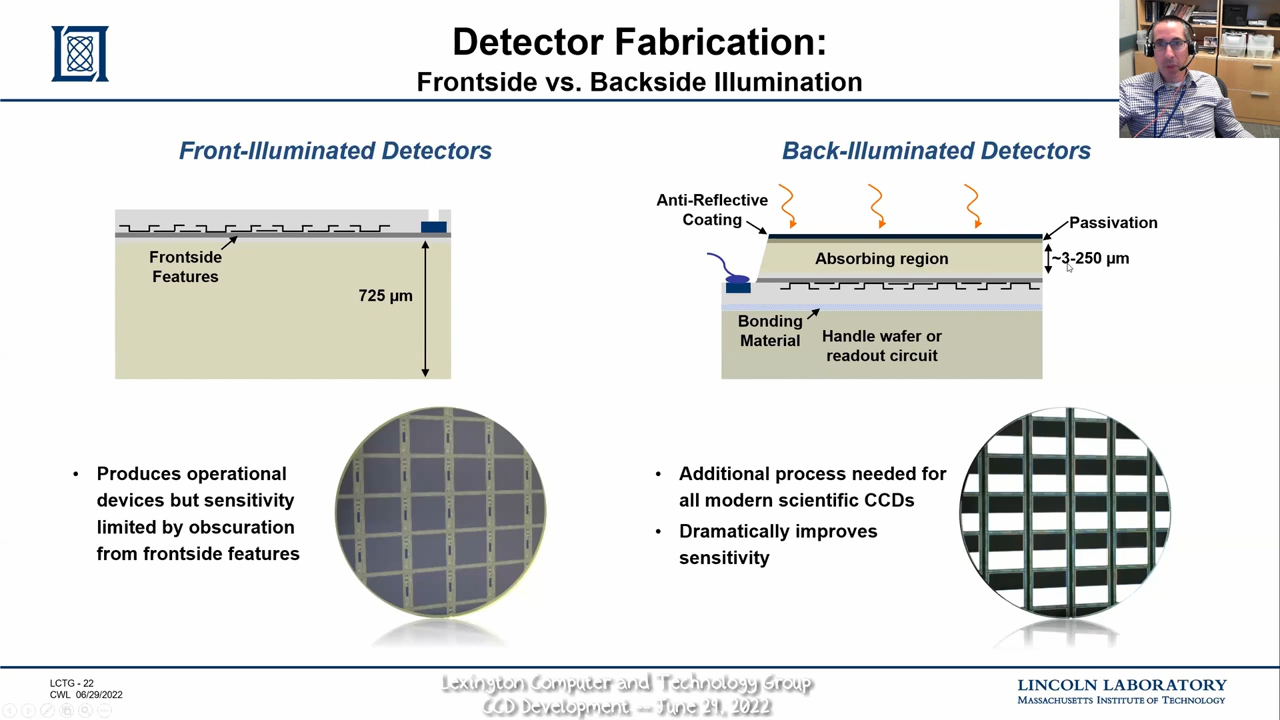 Detector Fabrication:
Frontside vs. Backside Illumination
Front-Illuminated Detectors
Frontside
Features
725 µm
• Produces operational
devices but sensitivity
limited by obscuration
from frontside features
Back-Illuminated Detectors
Anti-Reflective
Coating
Passivation
Absorbing region
~3-250 µm
Bonding
Material
Handle wafer or
readout circuit
• Additional process needed for
all modern scientific CCDs
• Dramatically improves
sensitivity
LCTG - 22
CWL 06/29/2022
Lexington Computer and Technology Group
CCD Development -- June 29, 2022
LINCOLN LABORATORY
MASSACHUSETTS INSTITUTE OF TECHNOLOGY